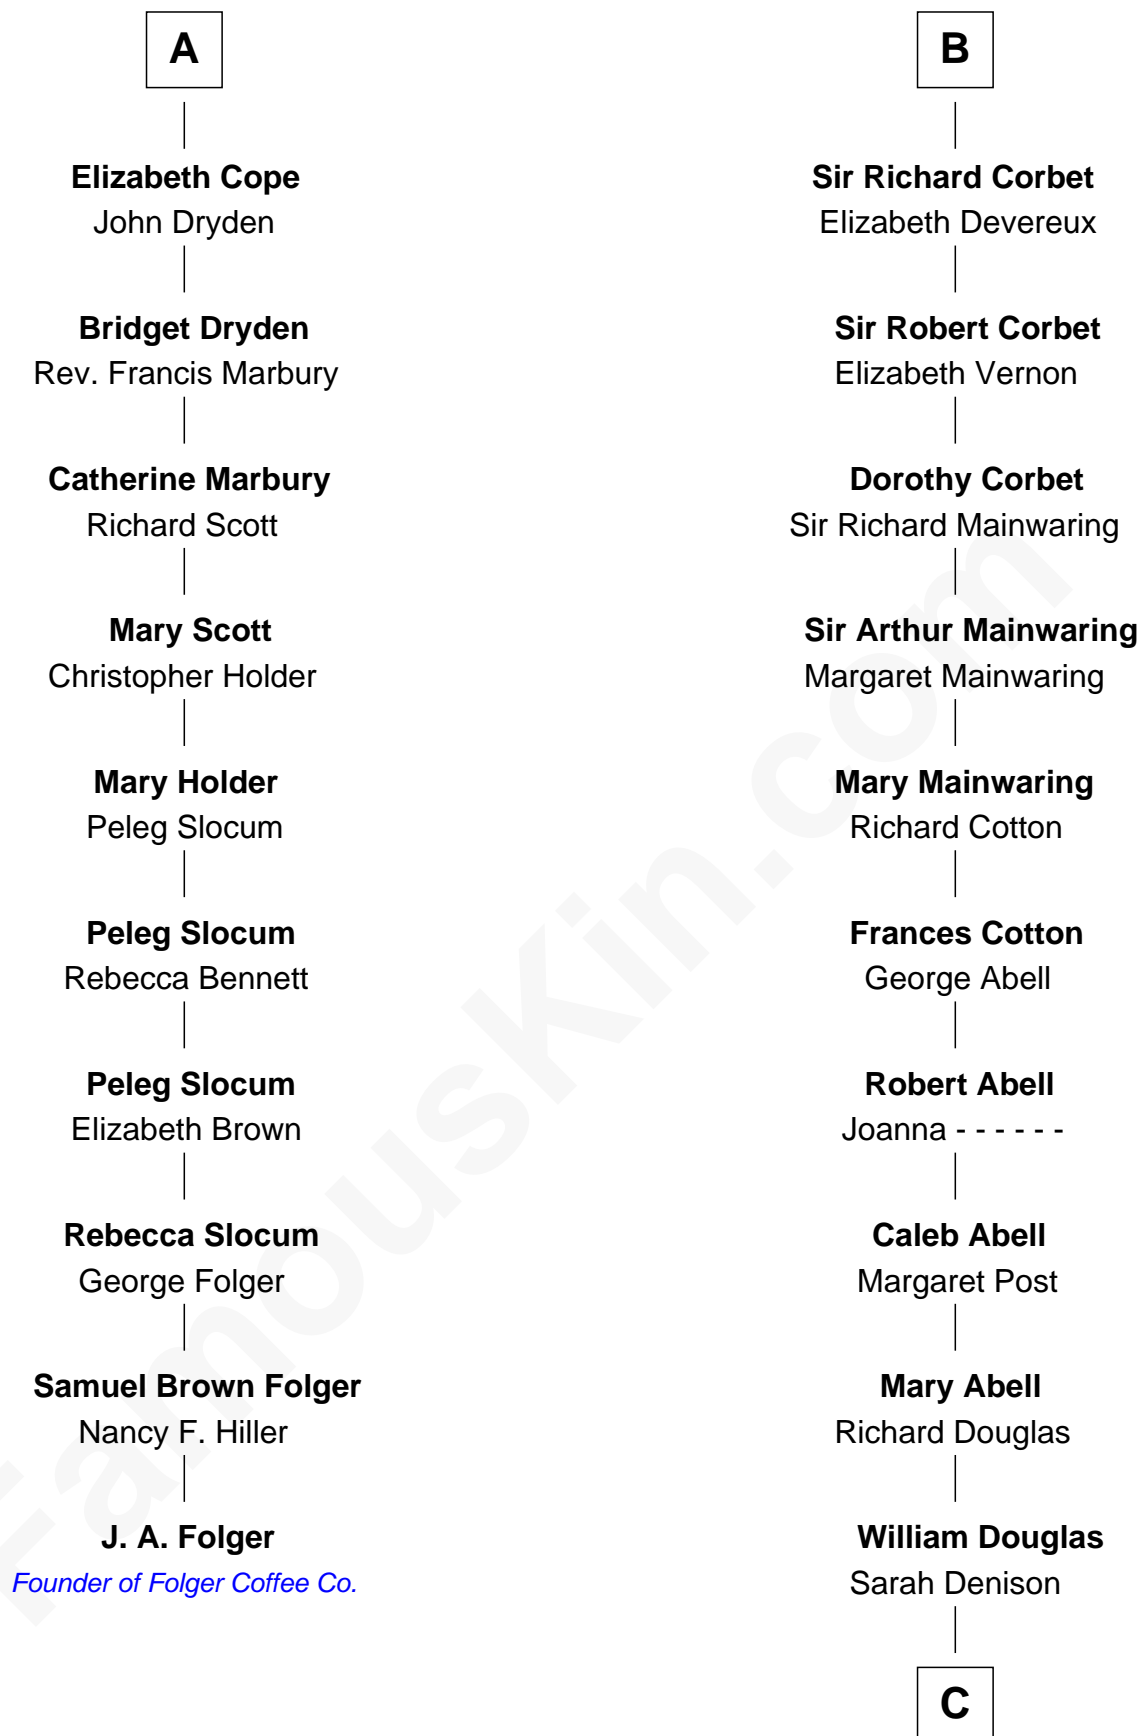 A
Elizabeth Cope
John Dryden
Bridget Dryden
Rev. Francis Marbury
Catherine Marbury
Richard Scott
Mary Scott
Christopher Holder
Mary Holder
Peleg Slocum
Peleg Slocum
Rebecca Bennett
Peleg Slocum
Elizabeth Brown
Rebecca Slocum
George Folger
Samuel Brown Folger
Nancy F. Hiller
J. A. Folger
Founder of Folger Coffee Co.
B
Sir Richard Corbet
Elizabeth Devereux
Sir Robert Corbet
Elizabeth Vernon
Dorothy Corbet
Sir Richard Mainwaring
Sir Arthur Mainwaring
Margaret Mainwaring
Mary Mainwaring
Richard Cotton
Frances Cotton
George Abell
Robert Abell
Joanna - - - - - -
Caleb Abell
Margaret Post
Mary Abell
Richard Douglas
William Douglas
Sarah Denison
C
FamousKin.com